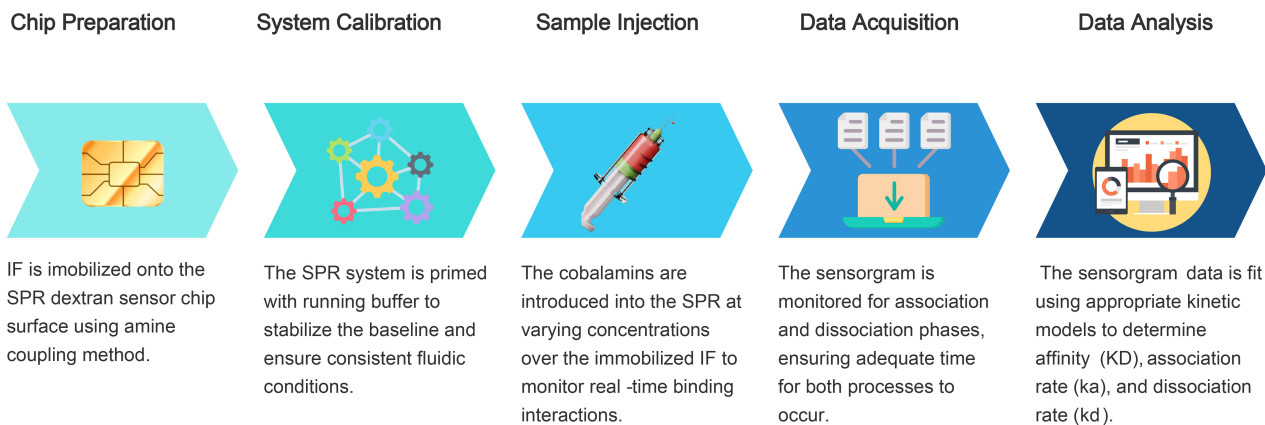 Chip Preparation
System Calibration
Sample Injection
Data Acquisition
Data Analysis
IF is imobilized onto the
SPR dextran sensor chip
surface using amine
coupling method.
The SPR system is primed
with running buffer to
stabilize the baseline and
ensure consistent fluidic
conditions.
The cobalamins are
introduced into the SPR at
varying concentrations
over the immobilized IF to
monitor real -time binding
interactions.
The sensorgram is
monitored for association
and dissociation phases,
ensuring adequate time
for both processes to
occur.
The sensorgram data is fit
using appropriate kinetic
models to determine
affinity (KD), association
rate (ka), and dissociation
rate (kd).